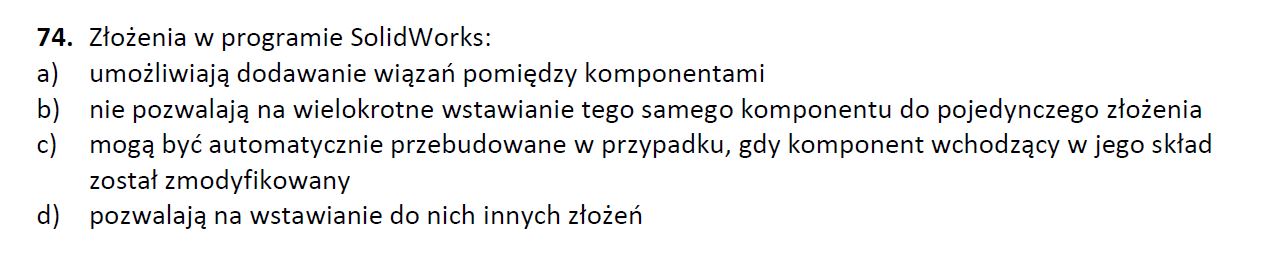 74. Złożenia w programie SolidWorks:
a) umożliwiają dodawanie wiązań pomiędzy komponentami
b) nie pozwalają na wielokrotne wstawianie tego samego komponentu do pojedynczego złożenia
c) mogą być automatycznie przebudowane w przypadku, gdy komponent wchodzący w jego skład
został zmodyfikowany
d) pozwalają na wstawianie do nich innych złożeń